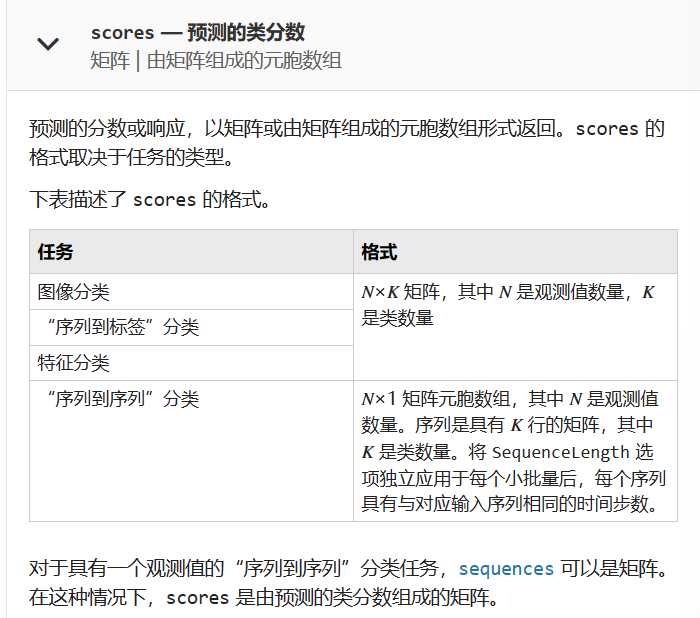 scores — 预测的类分数
矩阵 | 由矩阵组成的元胞数组
预测的分数或响应，以矩阵或由矩阵组成的元胞数组形式返回。scores 的
格式取决于任务的类型。
下表描述了 scores 的格式。
任务
格式
图像分类
N×K 矩阵，其中 N 是观测值数量，K
是类数量
“序列到标签”分类
特征分类
“序列到序列”分类
N×1 矩阵元胞数组，其中 N 是观测值
数量。序列是具有 K 行的矩阵，其中
K 是类数量。将 SequenceLength 选
项独立应用于每个小批量后，每个序列
具有与对应输入序列相同的时间步数。
对于具有一个观测值的“序列到序列”分类任务，sequences 可以是矩阵。
在这种情况下，scores 是由预测的类分数组成的矩阵。